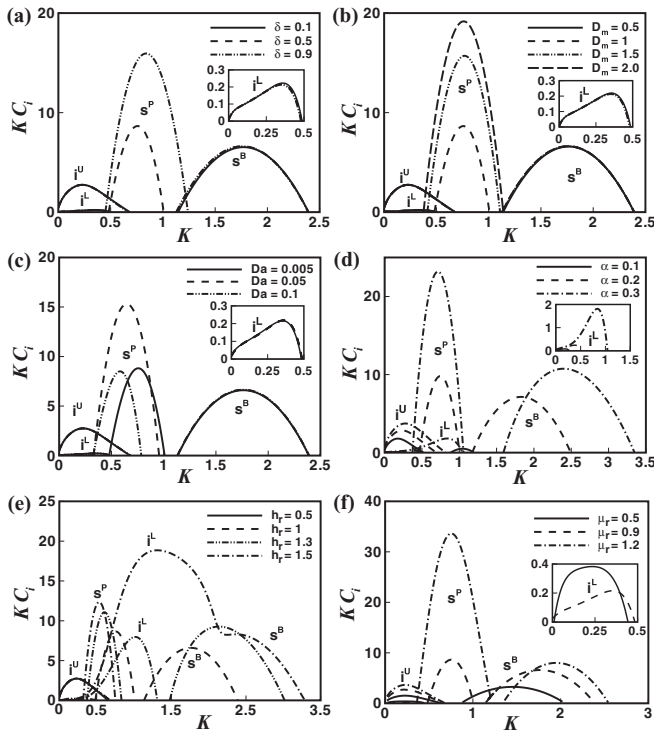 (a)
δ = 0.1
δ = 0.5
δ = 0.9
20
10
0
K C_i
0 0.5 1 1.5 2 2.5
K
i^U
i^L
s^P
s^B
0.3
0.2
0.1
0
0 0.25 0.5
i^L
(b)
D_m = 0.5
D_m = 1
D_m = 1.5
D_m = 2.0
20
10
0
K C_i
0 0.5 1 1.5 2 2.5
K
i^U
i^L
s^P
s^B
0.3
0.2
0.1
0
0 0.25 0.5
i^L
(c)
Da = 0.005
Da = 0.05
Da = 0.1
20
15
10
5
0
K C_i
0 0.5 1 1.5 2 2.5
K
i^U
i^L
s^P
s^B
0.3
0.2
0.1
0
0 0.25 0.5
i^L
(d)
α = 0.1
α = 0.2
α = 0.3
20
10
0
K C_i
0 0.5 1 1.5 2 2.5 3 3.5
K
i^U
i^L
s^P
s^B
2
1
0
0 0.5 1 1.5
i^L
(e)
h_r = 0.5
h_r = 1
h_r = 1.3
h_r = 1.5
25
20
15
10
5
0
K C_i
0 0.5 1 1.5 2 2.5 3 3.5
K
i^U
s^P
i^L
i^L
s^B
s^B
(f)
μ_r = 0.5
μ_r = 0.9
μ_r = 1.2
40
30
20
10
0
K C_i
0 1 2 3
K
i^U
s^P
s^B
0.4
0.2
0
0 0.25 0.5
i^L